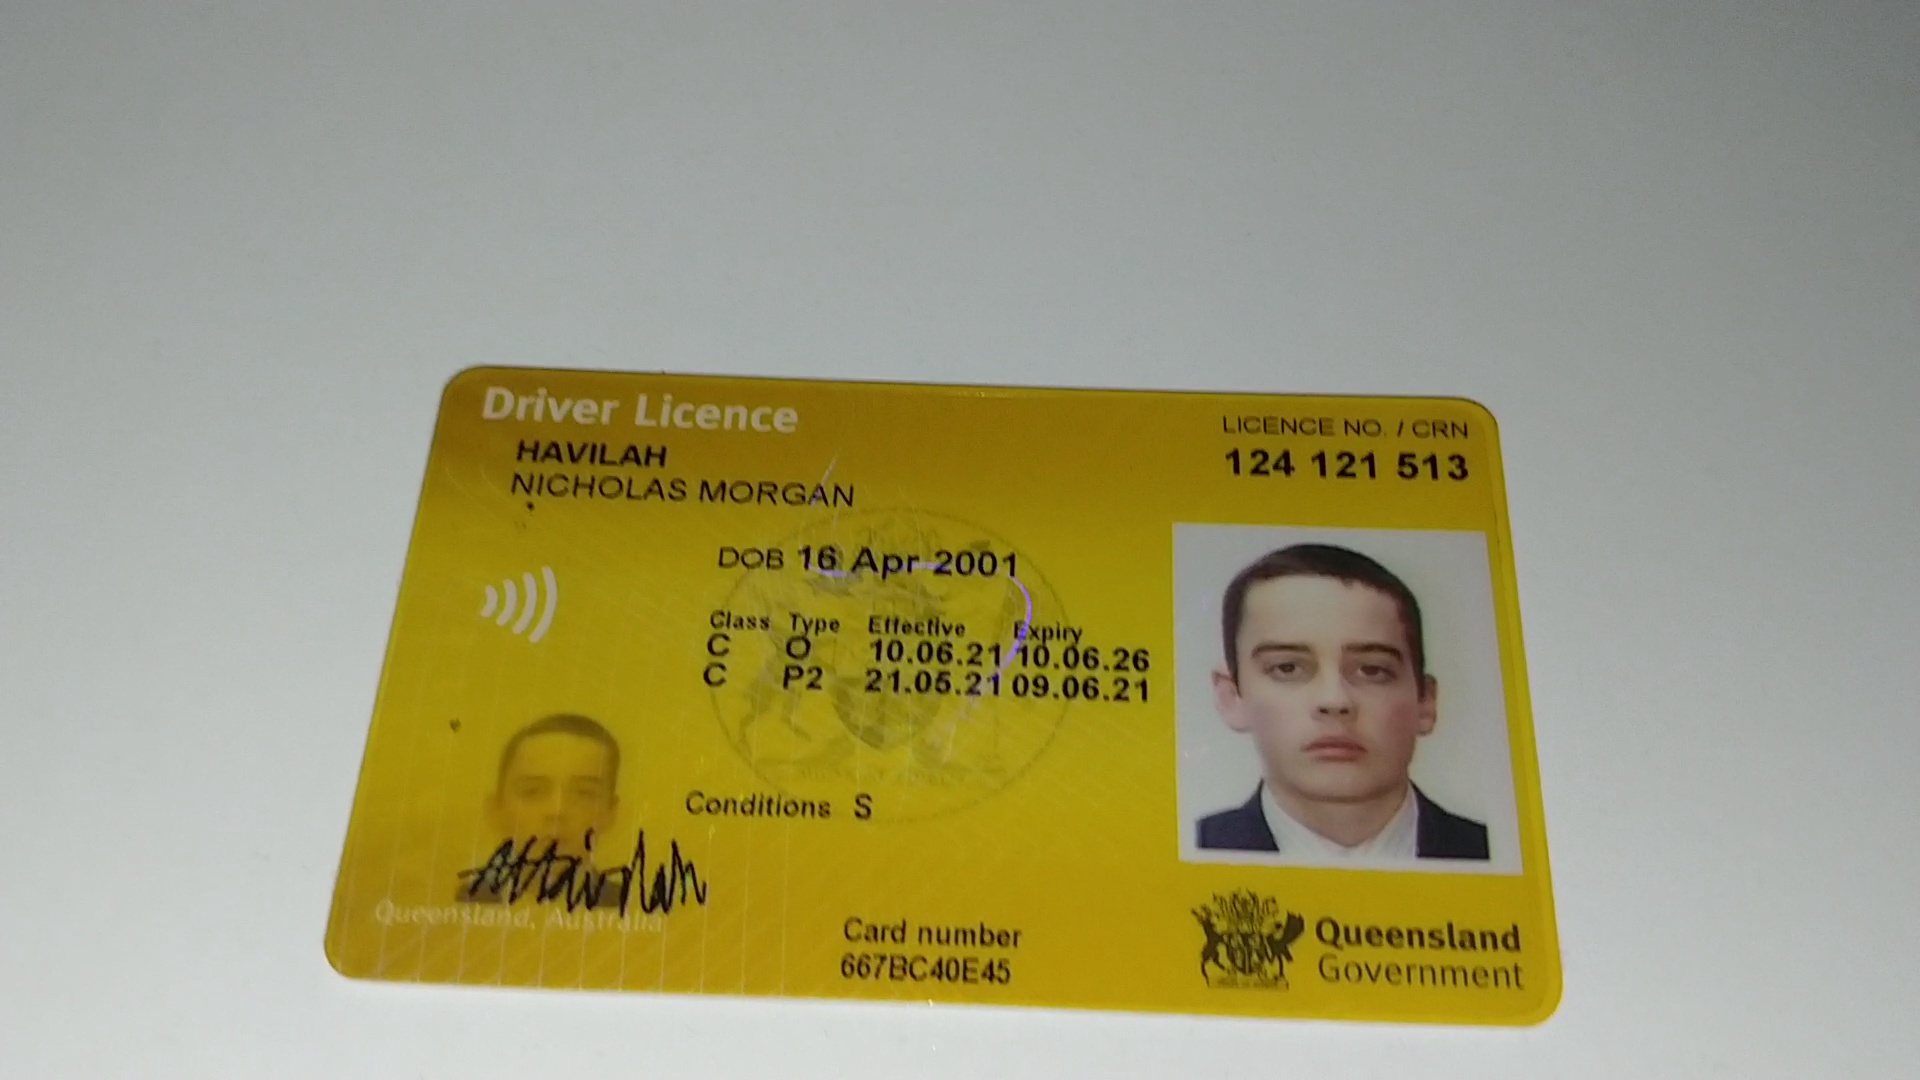 Driver Licence
LICENCE NO. / CRN
124 121 513
HAVILAH
NICHOLAS MORGAN
DOB 16 Apr 2001
Class Type Effective Expiry
C O 10.06.21 10.06.26
C P2 21.05.21 09.06.21
Conditions S
Queensland, Australia
Card number
667BC40E45
Queensland
Government